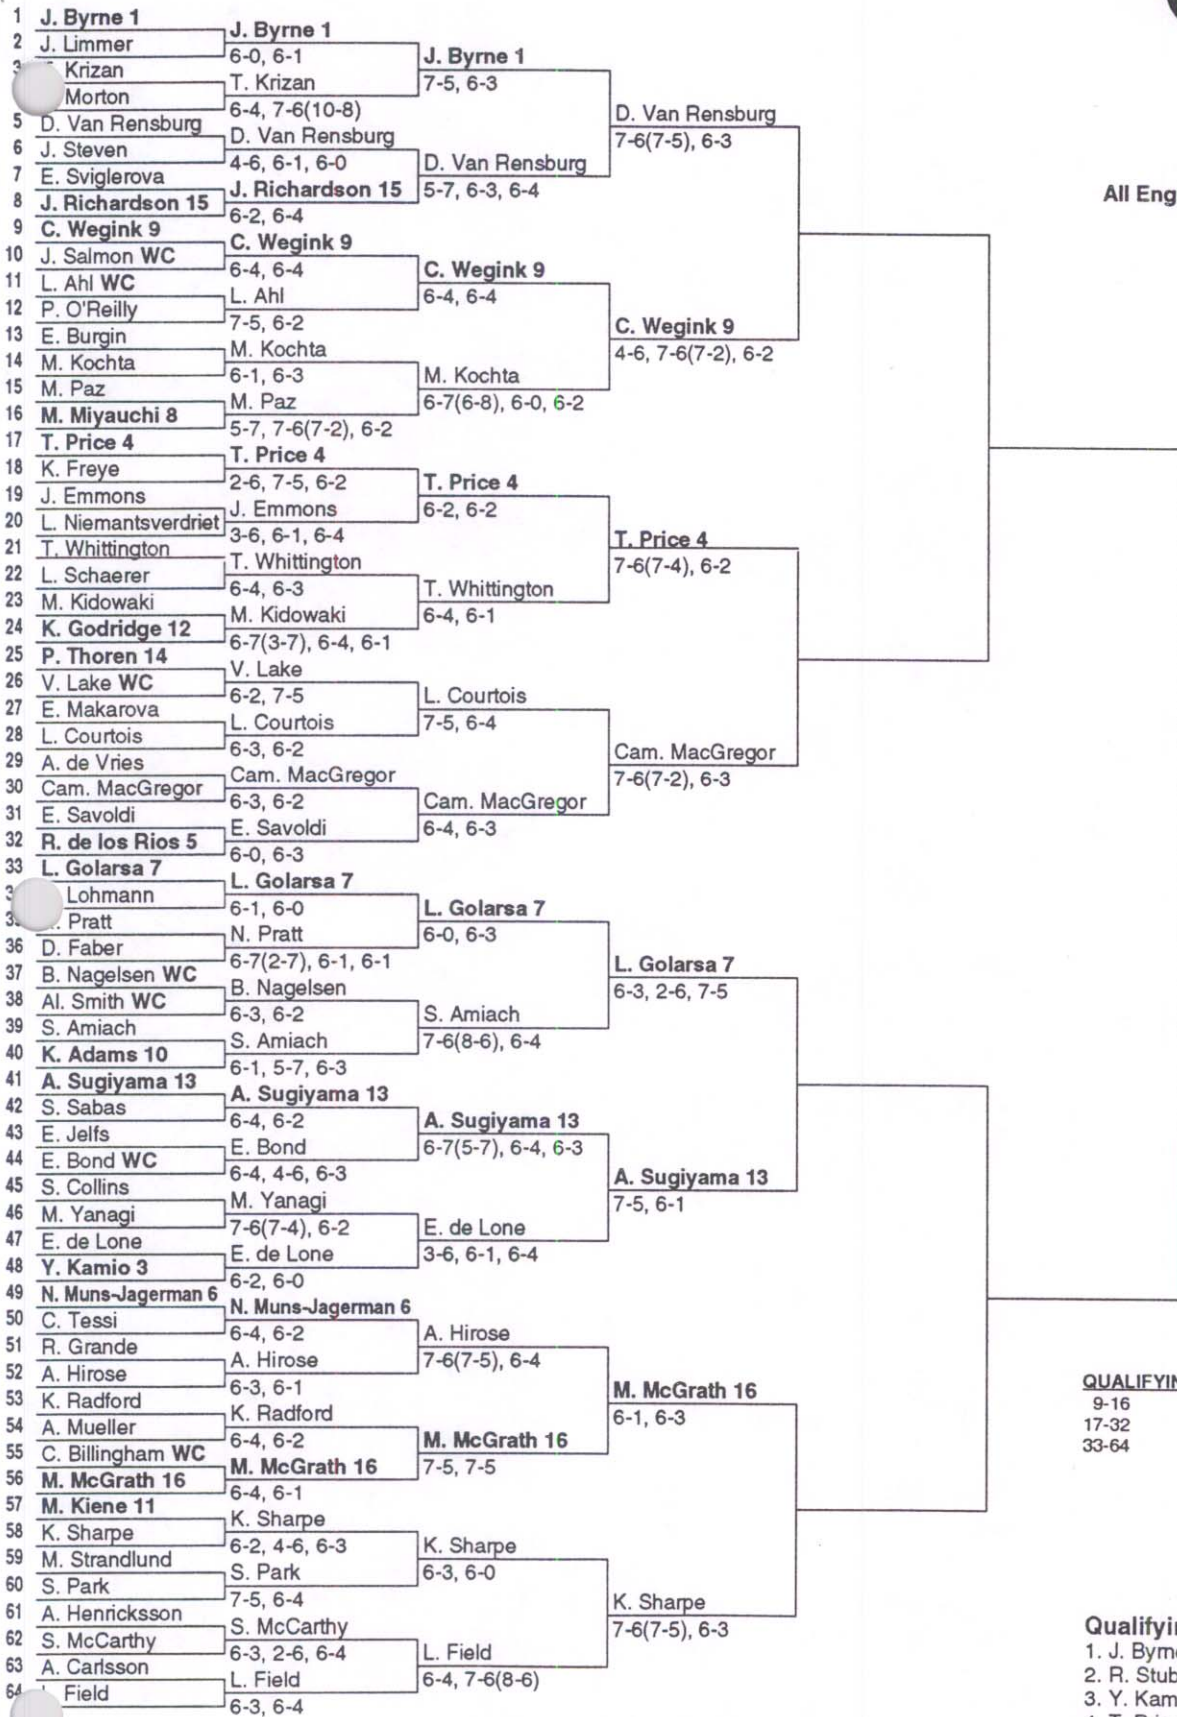 1 J. Byrne 1
2 J. Limmer
Krizan
Morton
5 D. Van Rensburg
6 J. Steven
7 E. Sviglerova
8 J. Richardson 15
9 C. Wegink 9
10 J. Salmon WC
11 L. Ahl WC
12 P. O'Reilly
13 E. Burgin
14 M. Kochta
15 M. Paz
16 M. Miyauchi 8
17 T. Price 4
18 K. Freye
19 J. Emmons
20 L. Niemantsverdriet
21 T. Whittington
22 L. Schaerer
23 M. Kidowaki
24 K. Godridge 12
25 P. Thoren 14
26 V. Lake WC
27 E. Makarova
28 L. Courtois
29 A. de Vries
30 Cam. MacGregor
31 E. Savoldi
32 R. de los Rios 5
33 L. Golarsa 7
Lohmann
Pratt
36 D. Faber
37 B. Nagelsen WC
38 Al. Smith WC
39 S. Amiach
40 K. Adams 10
41 A. Sugiyama 13
42 S. Sabas
43 E. Jelfs
44 E. Bond WC
45 S. Collins
46 M. Yanagi
47 E. de Lone
48 Y. Kamio 3
49 N. Muns-Jagerman 6
50 C. Tessi
51 R. Grande
52 A. Hirose
53 K. Radford
54 A. Mueller
55 C. Billingham WC
56 M. McGrath 16
57 M. Kiene 11
58 K. Sharpe
59 M. Strandlund
60 S. Park
61 A. Henricksson
62 S. McCarthy
63 A. Carlsson
64 Field
J. Byrne 1
6-0, 6-1
T. Krizan
6-4, 7-6(10-8)
D. Van Rensburg
4-6, 6-1, 6-0
J. Richardson 15
6-2, 6-4
C. Wegink 9
6-4, 6-4
L. Ahl
7-5, 6-2
M. Kochta
6-1, 6-3
M. Paz
5-7, 7-6(7-2), 6-2
T. Price 4
2-6, 7-5, 6-2
J. Emmons
3-6, 6-1, 6-4
T. Whittington
6-4, 6-3
M. Kidowaki
6-7(3-7), 6-4, 6-1
V. Lake
6-2, 7-5
L. Courtois
6-3, 6-2
Cam. MacGregor
6-3, 6-2
E. Savoldi
6-0, 6-3
L. Golarsa 7
6-1, 6-0
N. Pratt
6-7(2-7), 6-1, 6-1
B. Nagelsen
6-3, 6-2
S. Amiach
6-1, 5-7, 6-3
A. Sugiyama 13
6-4, 6-2
E. Bond
6-4, 4-6, 6-3
M. Yanagi
7-6(7-4), 6-2
E. de Lone
6-2, 6-0
N. Muns-Jagerman 6
6-4, 6-2
A. Hirose
6-3, 6-1
K. Radford
6-4, 6-2
M. McGrath 16
6-4, 6-1
K. Sharpe
6-2, 4-6, 6-3
S. Park
7-5, 6-4
S. McCarthy
6-3, 2-6, 6-4
L. Field
6-3, 6-4
J. Byrne 1
7-5, 6-3
D. Van Rensburg
5-7, 6-3, 6-4
C. Wegink 9
6-4, 6-4
M. Kochta
6-7(6-8), 6-0, 6-2
T. Price 4
6-2, 6-2
T. Whittington
6-4, 6-1
L. Courtois
7-5, 6-4
Cam. MacGregor
6-4, 6-3
L. Golarsa 7
6-0, 6-3
S. Amiach
7-6(8-6), 6-4
A. Sugiyama 13
6-7(5-7), 6-4, 6-3
E. de Lone
3-6, 6-1, 6-4
A. Hirose
7-6(7-5), 6-4
M. McGrath 16
7-5, 7-5
K. Sharpe
6-3, 6-0
L. Field
6-4, 7-6(8-6)
D. Van Rensburg
7-6(7-5), 6-3
C. Wegink 9
4-6, 7-6(7-2), 6-2
T. Price 4
7-6(7-4), 6-2
Cam. MacGregor
7-6(7-2), 6-3
L. Golarsa 7
6-3, 2-6, 7-5
A. Sugiyama 13
7-5, 6-1
M. McGrath 16
6-1, 6-3
K. Sharpe
7-6(7-5), 6-3
All Eng
QUALIFYIN
9-16
17-32
33-64
Qualifyi
1. J. Byrn
2. R. Stub
3. Y. Kam